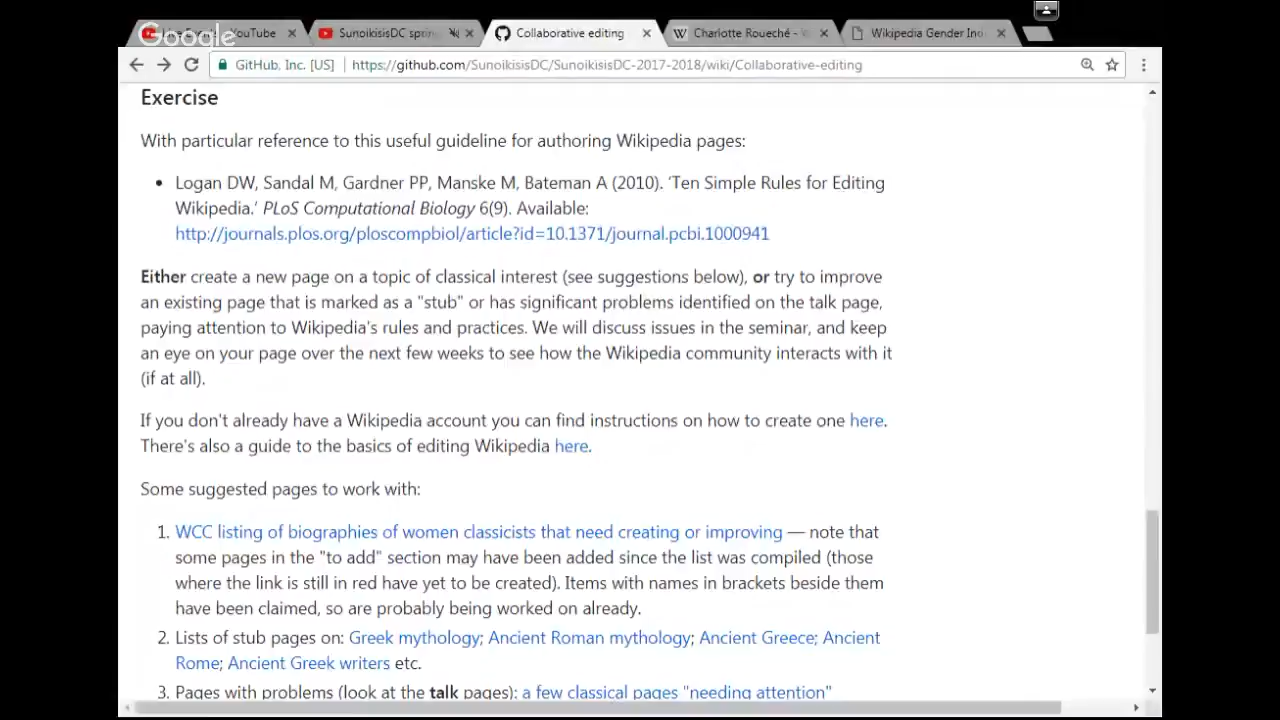 Google
YouTube
SunoikisisDC spring
Collaborative editing
Charlotte Roueché -
Wikipedia Gender Ind
GitHub, Inc. [US] https://github.com/SunoikisisDC/SunoikisisDC-2017-2018/wiki/Collaborative-editing
Exercise
With particular reference to this useful guideline for authoring Wikipedia pages:
• Logan DW, Sandal M, Gardner PP, Manske M, Bateman A (2010). ‘Ten Simple Rules for Editing
Wikipedia.’ PLoS Computational Biology 6(9). Available:
http://journals.plos.org/ploscompbiol/article?id=10.1371/journal.pcbi.1000941
Either create a new page on a topic of classical interest (see suggestions below), or try to improve
an existing page that is marked as a "stub" or has significant problems identified on the talk page,
paying attention to Wikipedia's rules and practices. We will discuss issues in the seminar, and keep
an eye on your page over the next few weeks to see how the Wikipedia community interacts with it
(if at all).
If you don't already have a Wikipedia account you can find instructions on how to create one here.
There's also a guide to the basics of editing Wikipedia here.
Some suggested pages to work with:
1. WCC listing of biographies of women classicists that need creating or improving — note that
some pages in the "to add" section may have been added since the list was compiled (those
where the link is still in red have yet to be created). Items with names in brackets beside them
have been claimed, so are probably being worked on already.
2. Lists of stub pages on: Greek mythology; Ancient Roman mythology; Ancient Greece; Ancient
Rome; Ancient Greek writers etc.
3. Pages with problems (look at the talk pages): a few classical pages "needing attention"